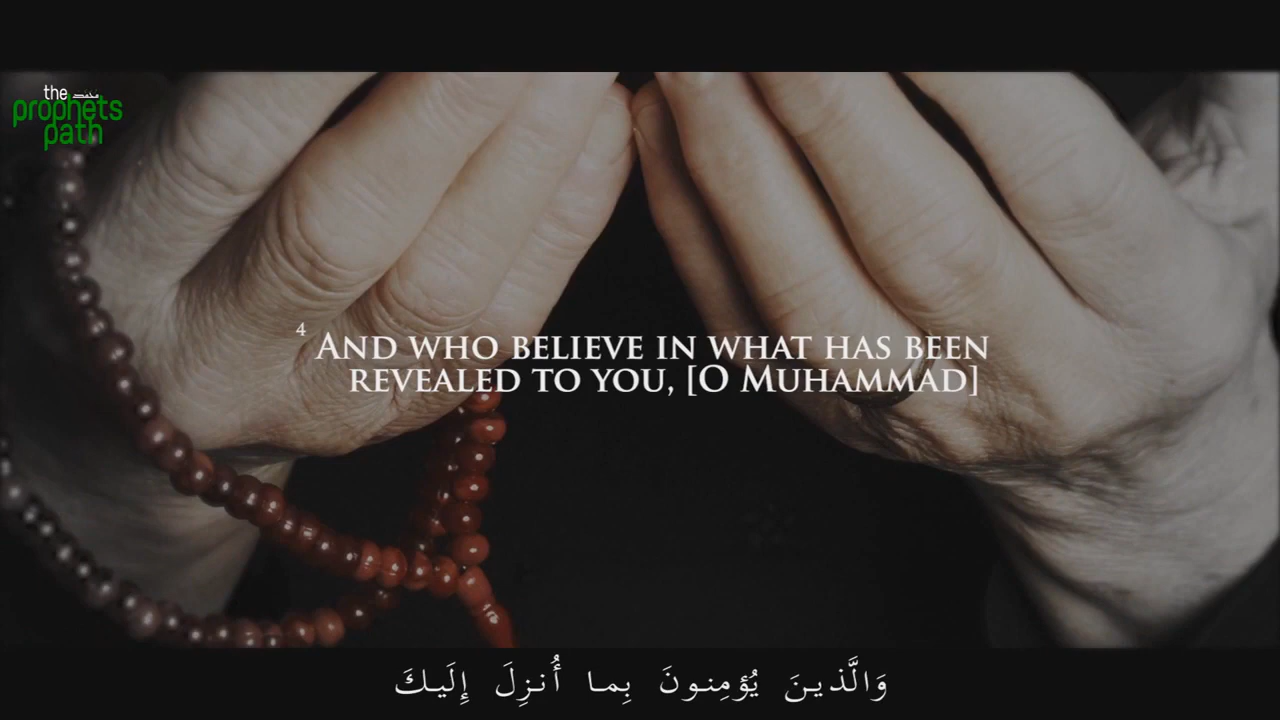 the محمد
prophets
path
4 And who believe in what has been
revealed to you, [O Muhammad]
وَالَّذينَ يُؤمِنونَ بِما أُنزِلَ إِلَيكَ